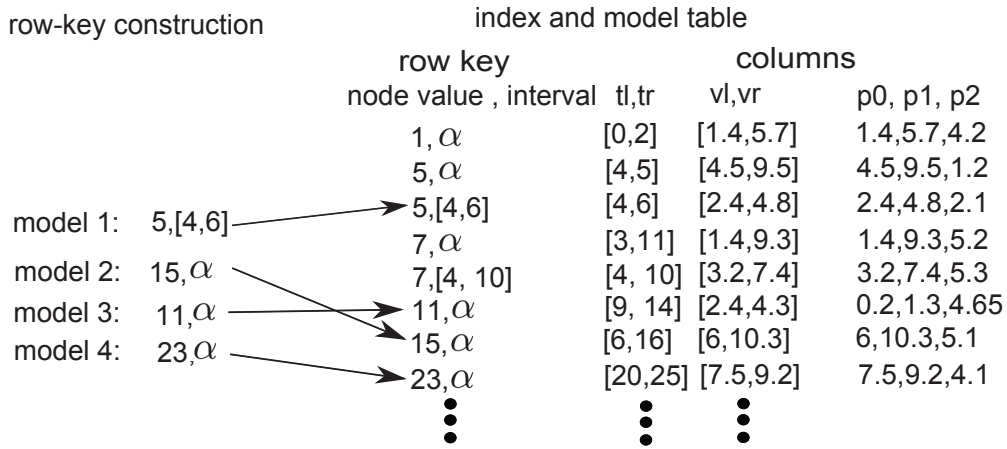 row-key construction
index and model table
row key
columns
node value , interval tl,tr vl,vr p0, p1, p2
1,α [0,2] [1.4,5.7] 1.4,5.7,4.2
5,α [4,5] [4.5,9.5] 4.5,9.5,1.2
model 1: 5,[4,6] 5,[4,6] [4,6] [2.4,4.8] 2.4,4.8,2.1
7,α [3,11] [1.4,9.3] 1.4,9.3,5.2
model 2: 15,α 7,[4, 10] [4, 10] [3.2,7.4] 3.2,7.4,5.3
model 3: 11,α 11,α [9, 14] [2.4,4.3] 0.2,1.3,4.65
model 4: 23,α 15,α [6,16] [6,10.3] 6,10.3,5.1
23,α [20,25] [7.5,9.2] 7.5,9.2,4.1